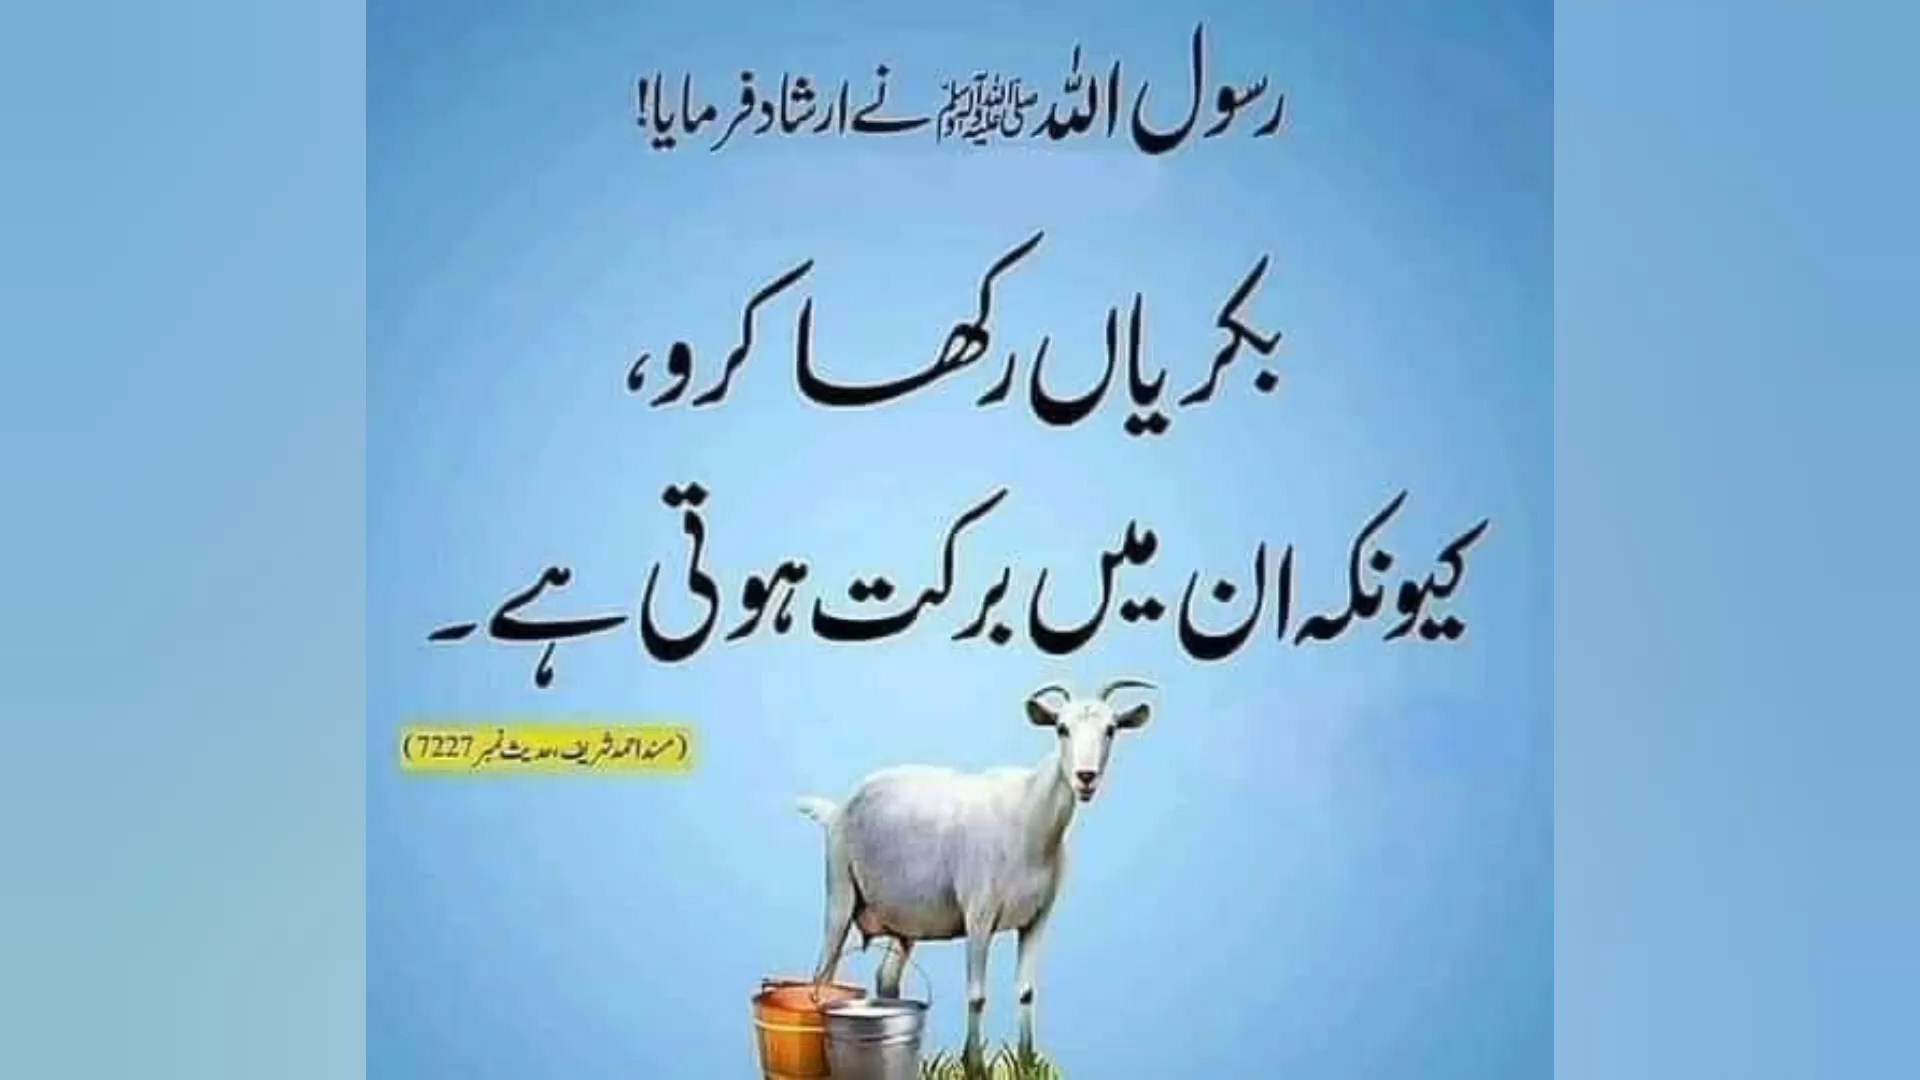 رسول اللہ ﷺ نے ارشاد فرمایا!
بکریاں رکھا کرو،
کیونکہ ان میں برکت ہوتی ہے۔
(مسند احمد شریف، حدیث نمبر 7227)